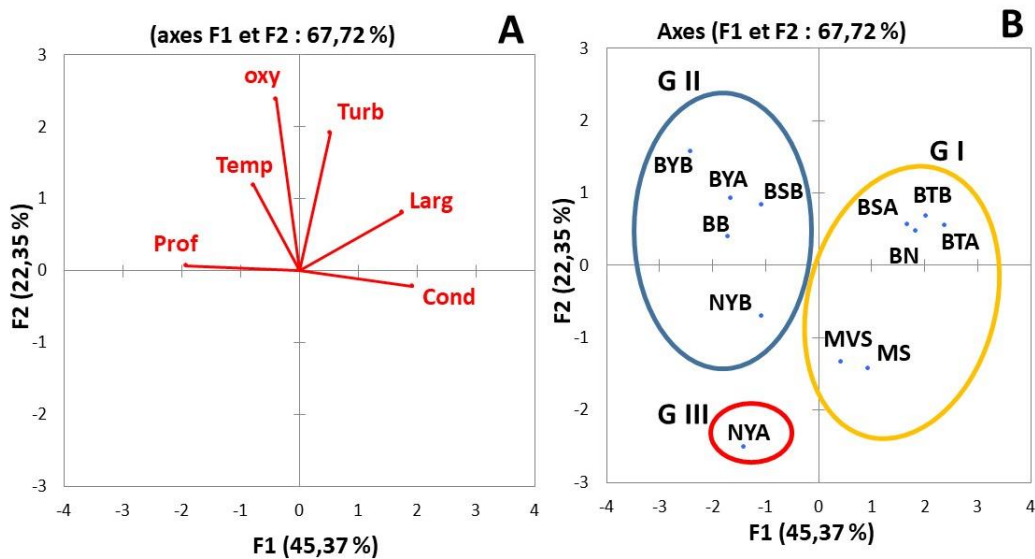 (axes F1 et F2 : 67,72 %)
A
3
2
1
0
-1
-2
-3
-4
-3
-2
-1
0
1
2
3
4
F2 (22,35 %)
F1 (45,37 %)
oxy
Turb
Temp
Larg
Prof
Cond
Axes (F1 et F2 : 67,72 %)
B
3
2
1
0
-1
-2
-3
-4
-3
-2
-1
0
1
2
3
4
F2 (22,35 %)
F1 (45,37 %)
G II
G I
BYB
BYA
BSB
BB
NYB
BSA
BTB
BN
BTA
MVS
MS
G III
NYA